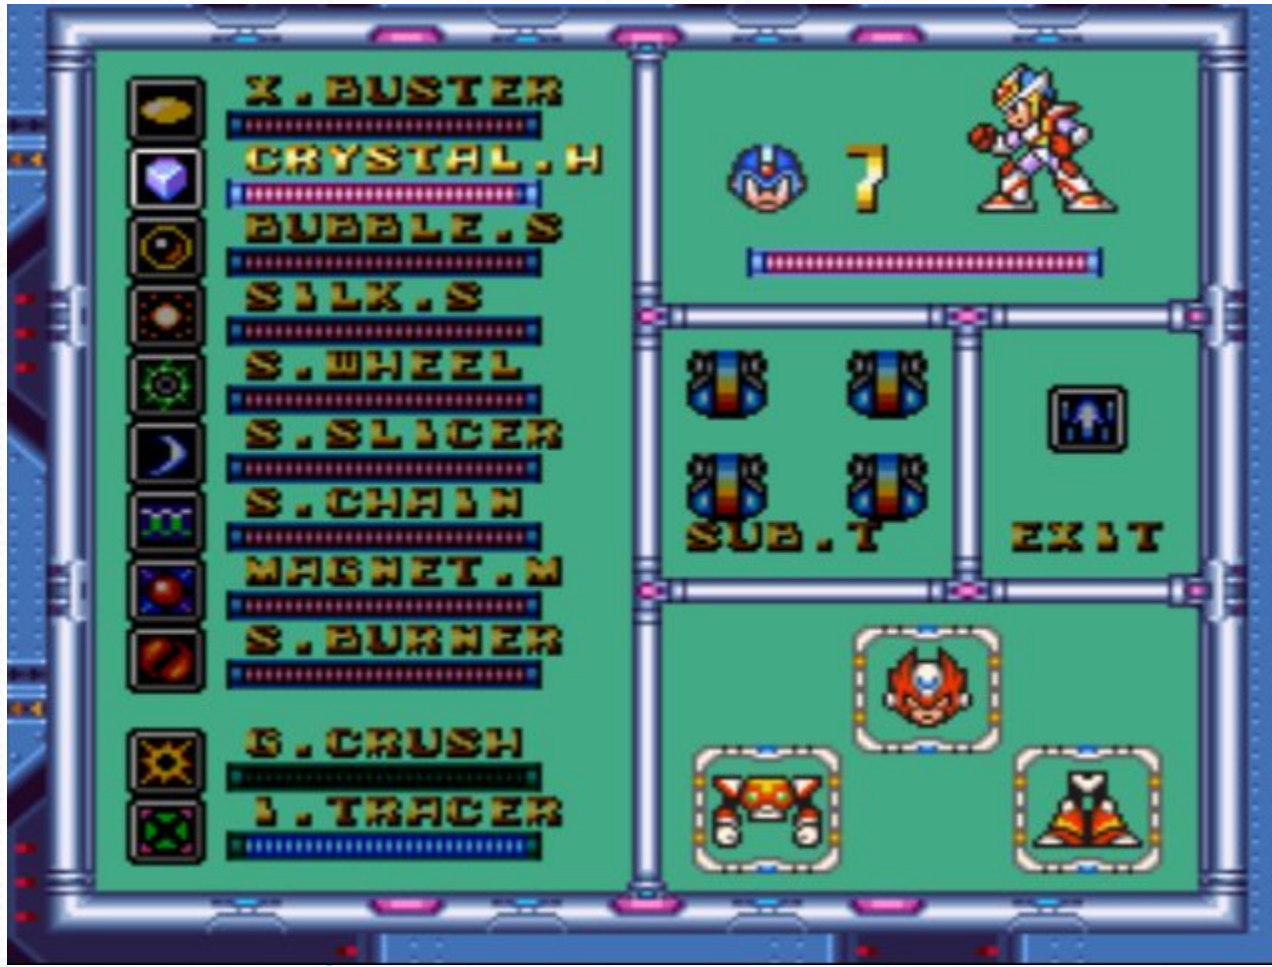 X.BUSTER
CRYSTAL.H
BUBBLE.S
SILK.S
S.WHEEL
S.SLICER
S.CHAIN
MAGNET.M
S.BURNER
G.CRUSH
I.TRACER
7
SUB.T
EXIT